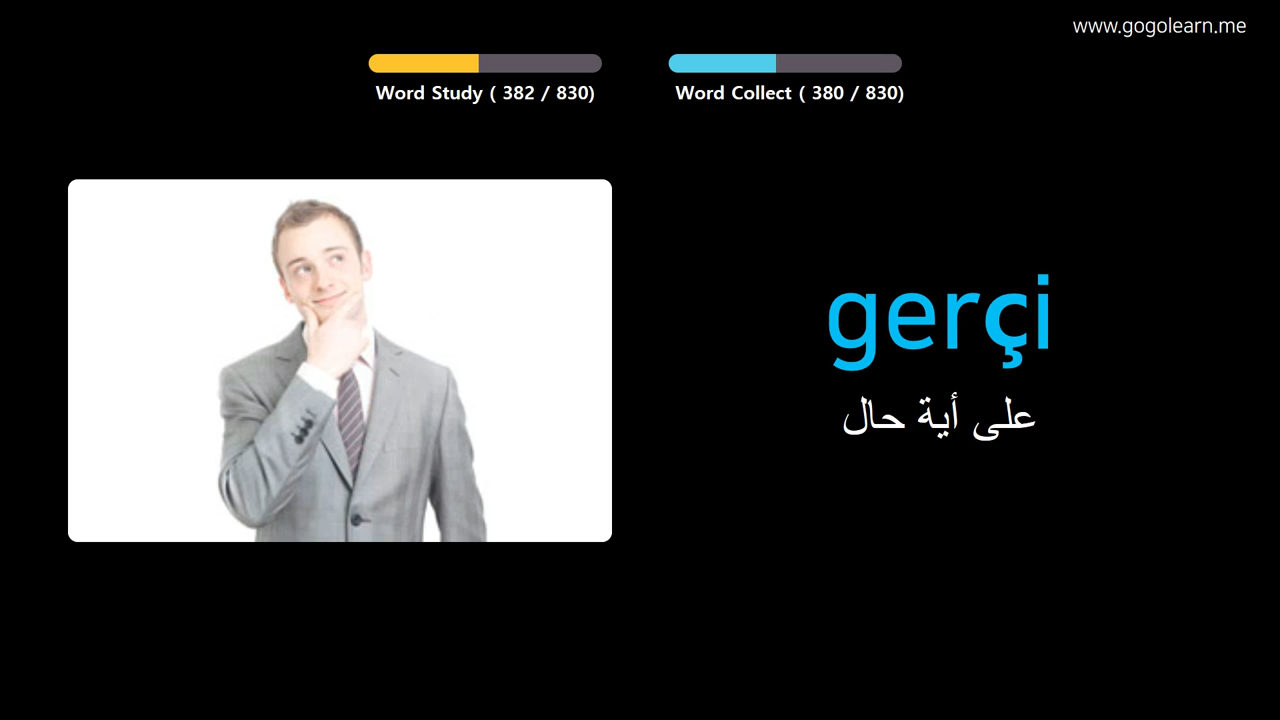 www.gogolearn.me
Word Study ( 382 / 830)
Word Collect ( 380 / 830)
gerçi
على أية حال